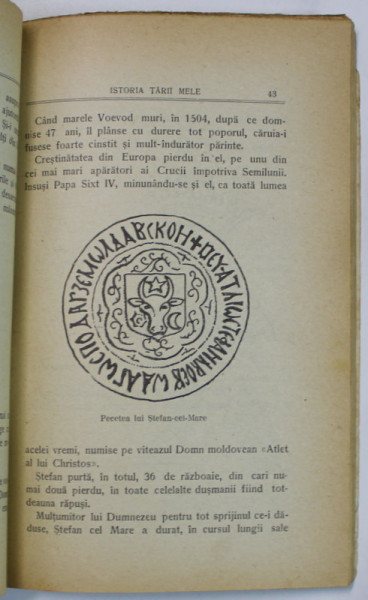 ISTORIA ȚĂRII MELE 43
Când marele Voevod muri, în 1504, după ce dom-
nise 47 ani, îl plânse cu durere tot poporul, căruia-i
fusese foarte cinstit și mult-îndurător părinte.
Creștinătatea din Europa pierdu în el, pe unu din
cei mai mari apărători ai Crucii împotriva Semilunii.
Insuși Papa Sixt IV, minunându-se și el, ca toată lumea
Pecetea lui Ștefan-cel-Mare
acelei vremi, numise pe viteazul Domn moldovean «Atlet
al lui Christos».
Ștefan purtă, în totul, 36 de războaie, din cari nu-
mai două pierdu, în toate celelalte dușmanii fiind tot-
deauna răpuși.
Mulțumitor lui Dumnezeu pentru tot sprijinul ce-i dă-
duse, Ștefan cel Mare a durat, în cursul lungii sale